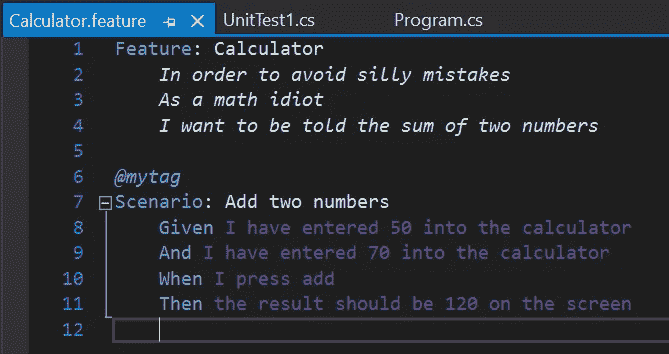 Calculator.feature UnitTest1.cs Program.cs
1 Feature: Calculator
2 In order to avoid silly mistakes
3 As a math idiot
4 I want to be told the sum of two numbers
5
6 @mytag
7 Scenario: Add two numbers
8 Given I have entered 50 into the calculator
9 And I have entered 70 into the calculator
10 When I press add
11 Then the result should be 120 on the screen
12